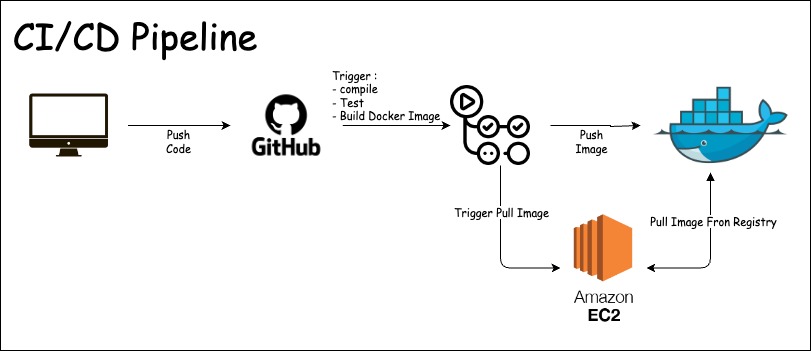 CI/CD Pipeline
Trigger :
- compile
- Test
- Build Docker Image
Push
Code
GitHub
Push
Image
Trigger Pull Image
Pull Image Fron Registry
Amazon
EC2